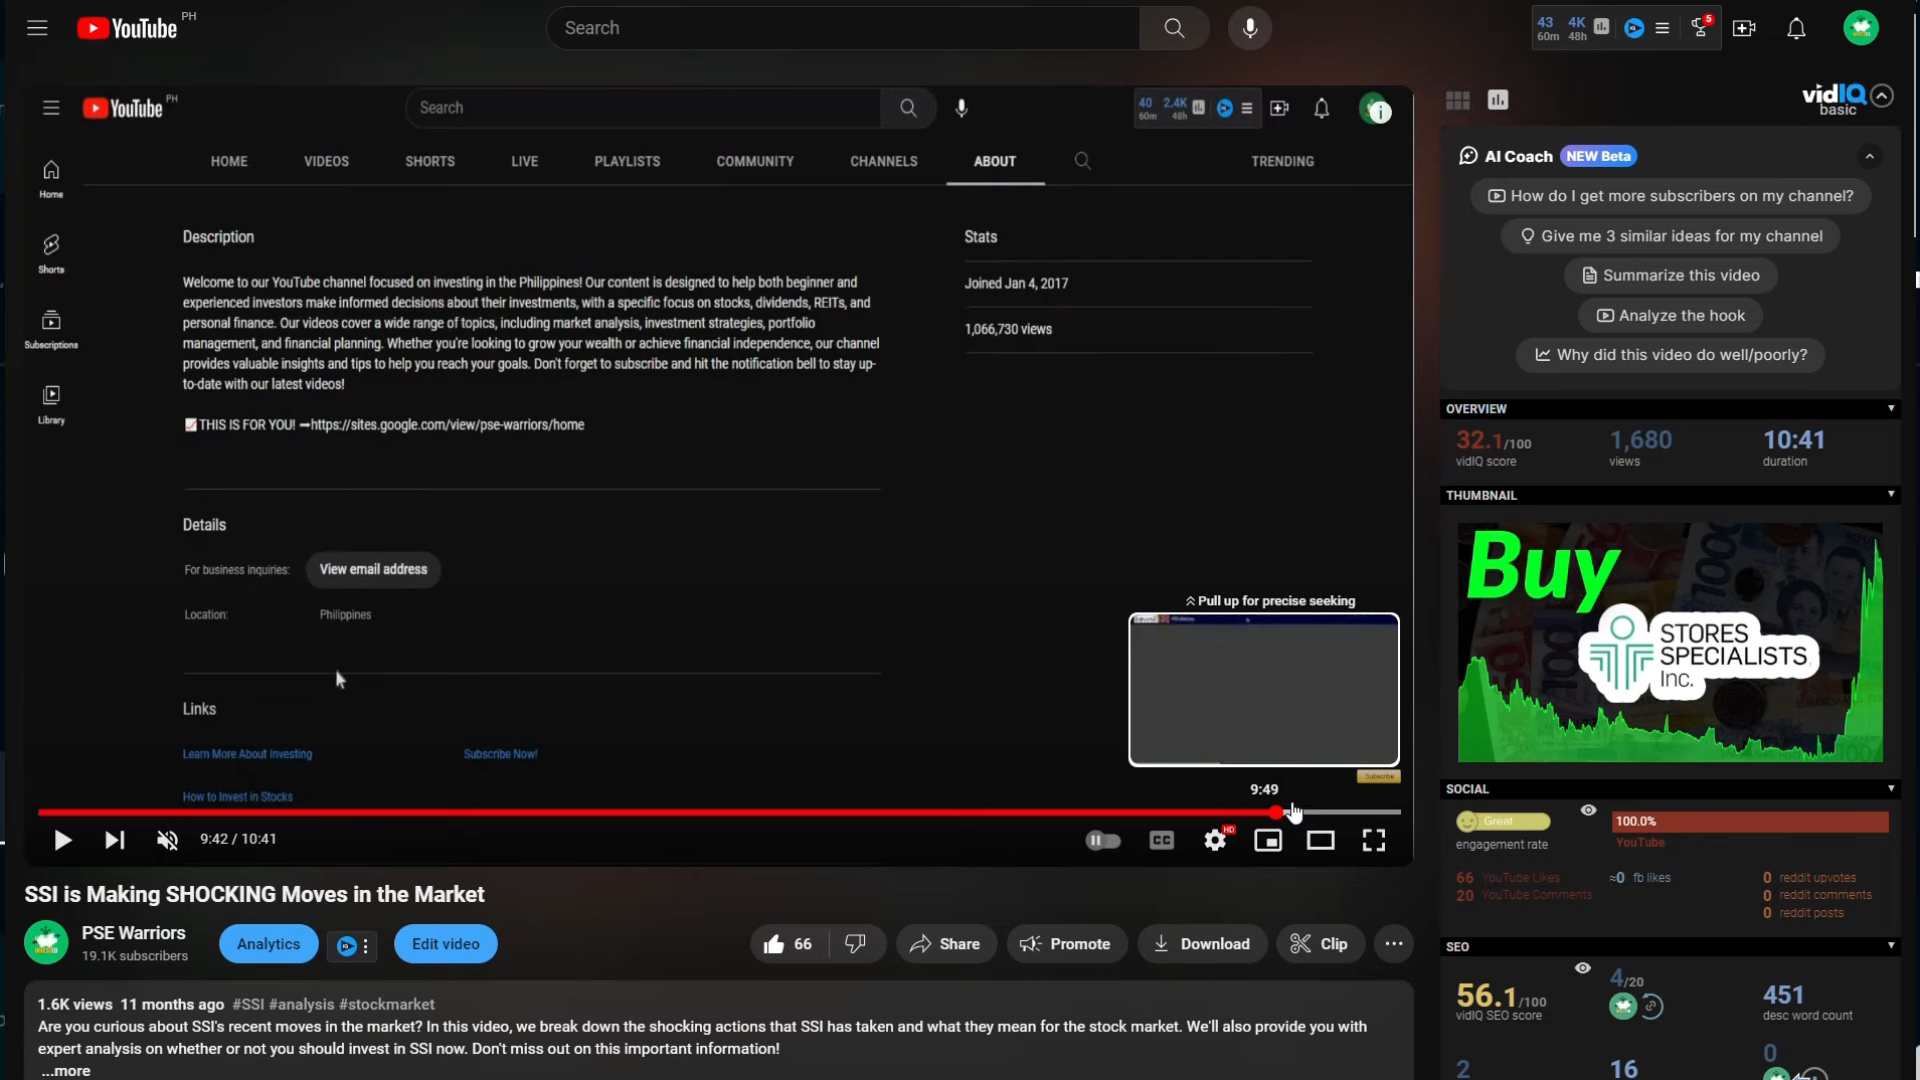 YouTube PH
Search
43 60m 4K 48h
5
YouTube PH
Search
40 60m 2.4K 48h
HOME VIDEOS SHORTS LIVE PLAYLISTS COMMUNITY CHANNELS ABOUT TRENDING
Home
Shorts
Subscriptions
Library
Description
Welcome to our YouTube channel focused on investing in the Philippines! Our content is designed to help both beginner and
experienced investors make informed decisions about their investments, with a specific focus on stocks, dividends, REITs, and
personal finance. Our videos cover a wide range of topics, including market analysis, investment strategies, portfolio
management, and financial planning. Whether you're looking to grow your wealth or achieve financial independence, our channel
provides valuable insights and tips to help you reach your goals. Don't forget to subscribe and hit the notification bell to stay up-
to-date with our latest videos!
THIS IS FOR YOU! ➞https://sites.google.com/view/pse-warriors/home
Stats
Joined Jan 4, 2017
1,066,730 views
Details
For business inquiries: View email address
Location: Philippines
Links
Learn More About Investing Subscribe Now!
How to Invest in Stocks
Pull up for precise seeking
Subscribe
9:49
9:42 / 10:41
CC
HD
SSI is Making SHOCKING Moves in the Market
PSE Warriors
19.1K subscribers
Analytics
Edit video
66
Share
Promote
Download
Clip
1.6K views 11 months ago #SSI #analysis #stockmarket
Are you curious about SSI's recent moves in the market? In this video, we break down the shocking actions that SSI has taken and what they mean for the stock market. We'll also provide you with
expert analysis on whether or not you should invest in SSI now. Don't miss out on this important information!
...more
vidIQ
basic
AI Coach NEW Beta
How do I get more subscribers on my channel?
Give me 3 similar ideas for my channel
Summarize this video
Analyze the hook
Why did this video do well/poorly?
OVERVIEW
32.1/100 1,680 10:41
vidIQ score views duration
THUMBNAIL
Buy
STORES
SPECIALISTS,
Inc.
SOCIAL
Great 100.0%
engagement rate YouTube
66 YouTube Likes ≈0 fb likes 0 reddit upvotes
20 YouTube Comments 0 reddit comments
0 reddit posts
SEO
56.1/100 4/20 451
vidIQ SEO score desc word count
2 16 0